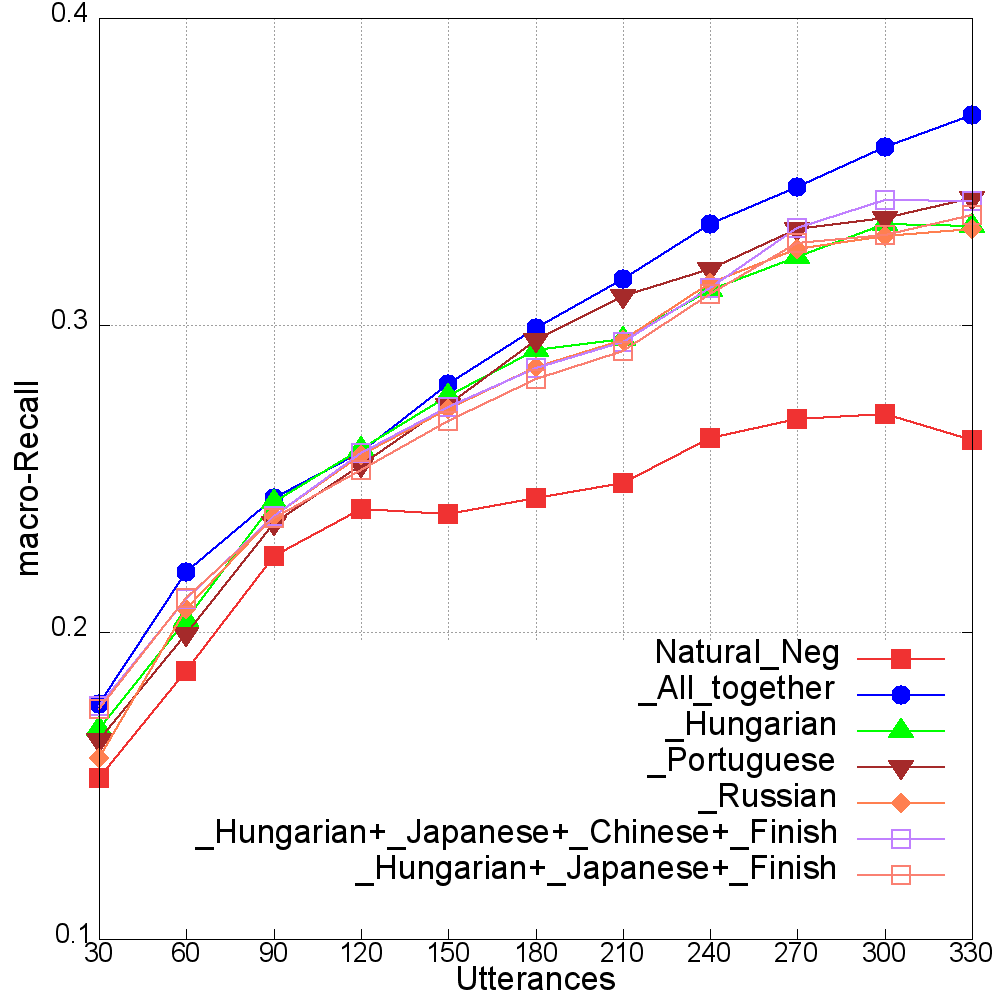 0.4
0.3
0.2
0.1
macro-Recall
Natural_Neg
_All_together
_Hungarian
_Portuguese
_Russian
_Hungarian+_Japanese+_Chinese+_Finish
_Hungarian+_Japanese+_Finish
30 60 90 120 150 180 210 240 270 300 330
Utterances